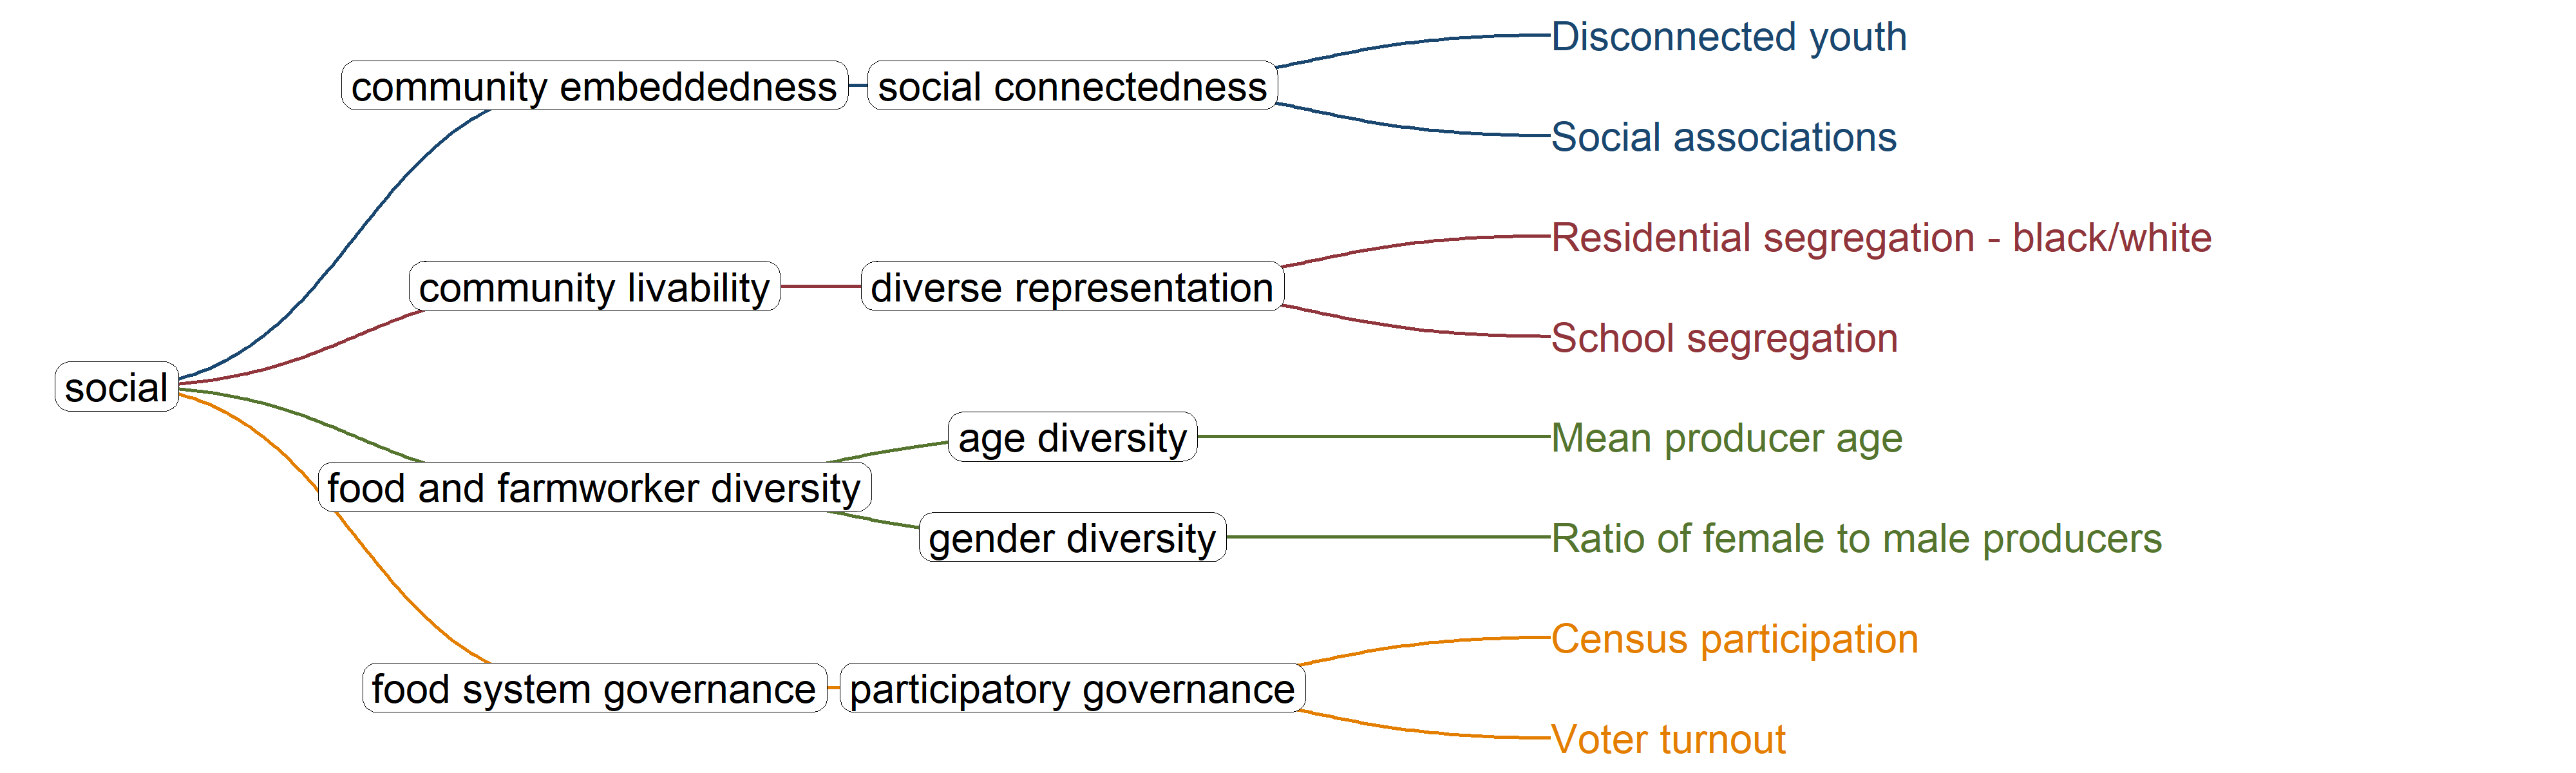 Disconnected youth
community embeddedness
social connectedness
Social associations
Residential segregation - black/white
community livability
diverse representation
School segregation
social
age diversity
Mean producer age
food and farmworker diversity
gender diversity
Ratio of female to male producers
Census participation
food system governance
participatory governance
Voter turnout